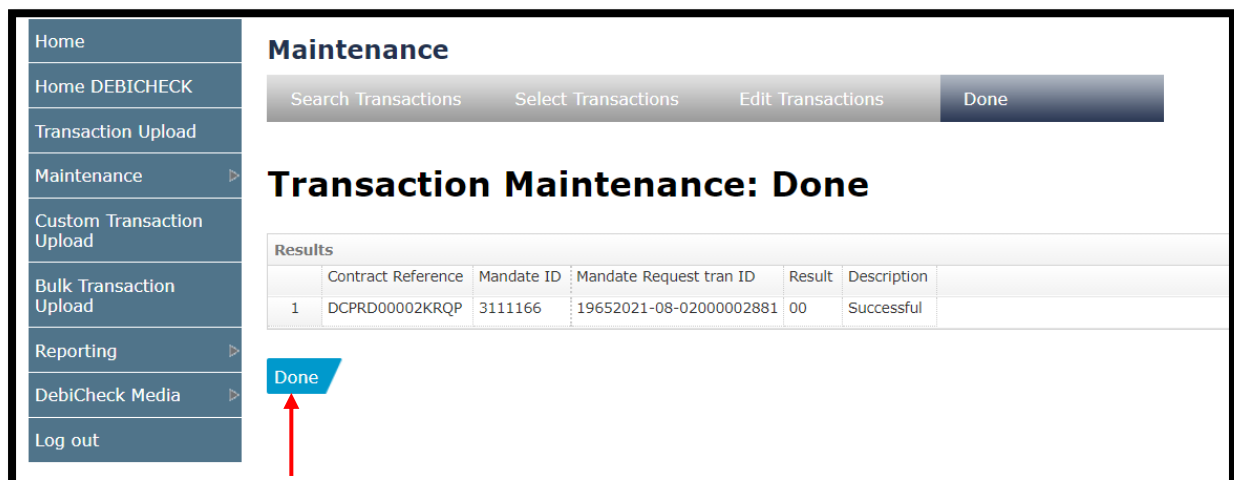 Home
Home DEBICHECK
Transaction Upload
Maintenance
Custom Transaction
Upload
Bulk Transaction
Upload
Reporting
DebiCheck Media
Log out
Maintenance
Search Transactions Select Transactions Edit Transactions Done
Transaction Maintenance: Done
Results
Contract Reference Mandate ID Mandate Request tran ID Result Description
1 DCPRD00002KRQP 3111166 19652021-08-02000002881 00 Successful
Done